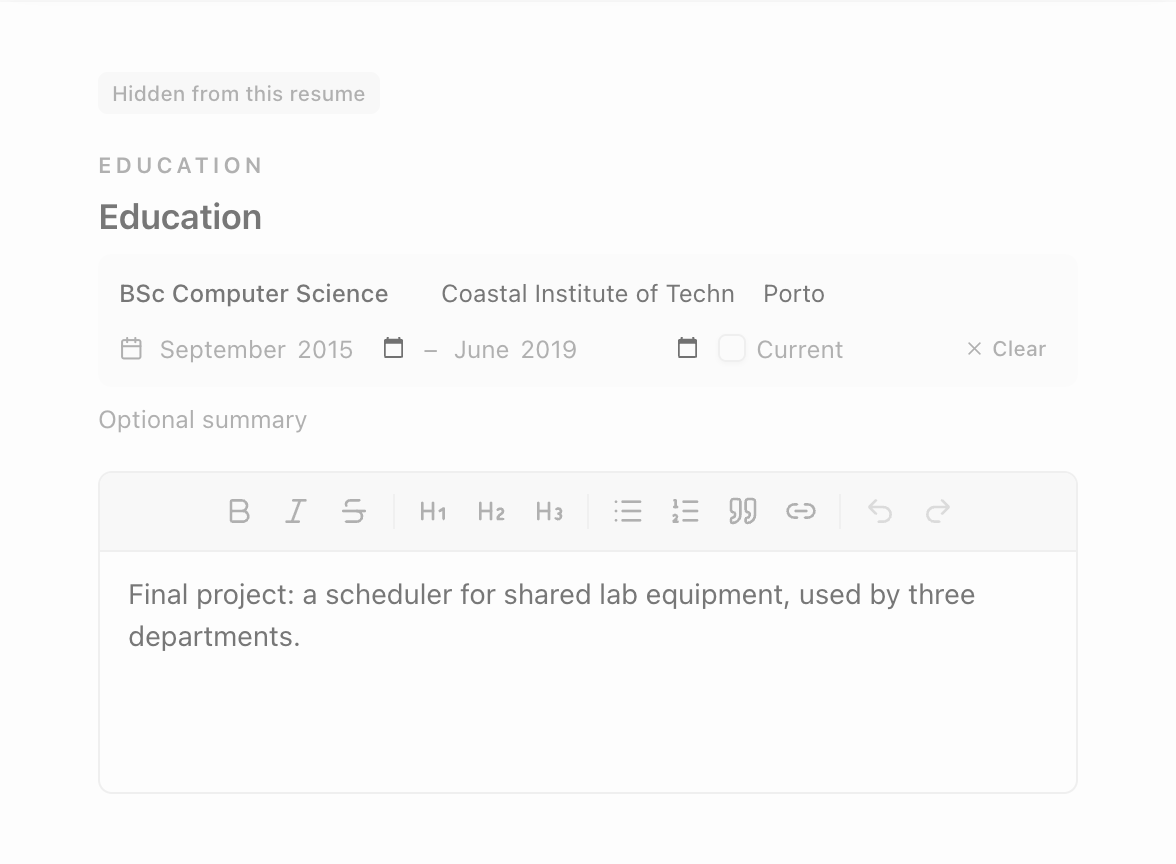 Hidden from this resume
EDUCATION
Education
BSc Computer Science Coastal Institute of Techn Porto
September 2015 – June 2019 Current Clear
Optional summary
B I S H1 H2 H3
Final project: a scheduler for shared lab equipment, used by three
departments.